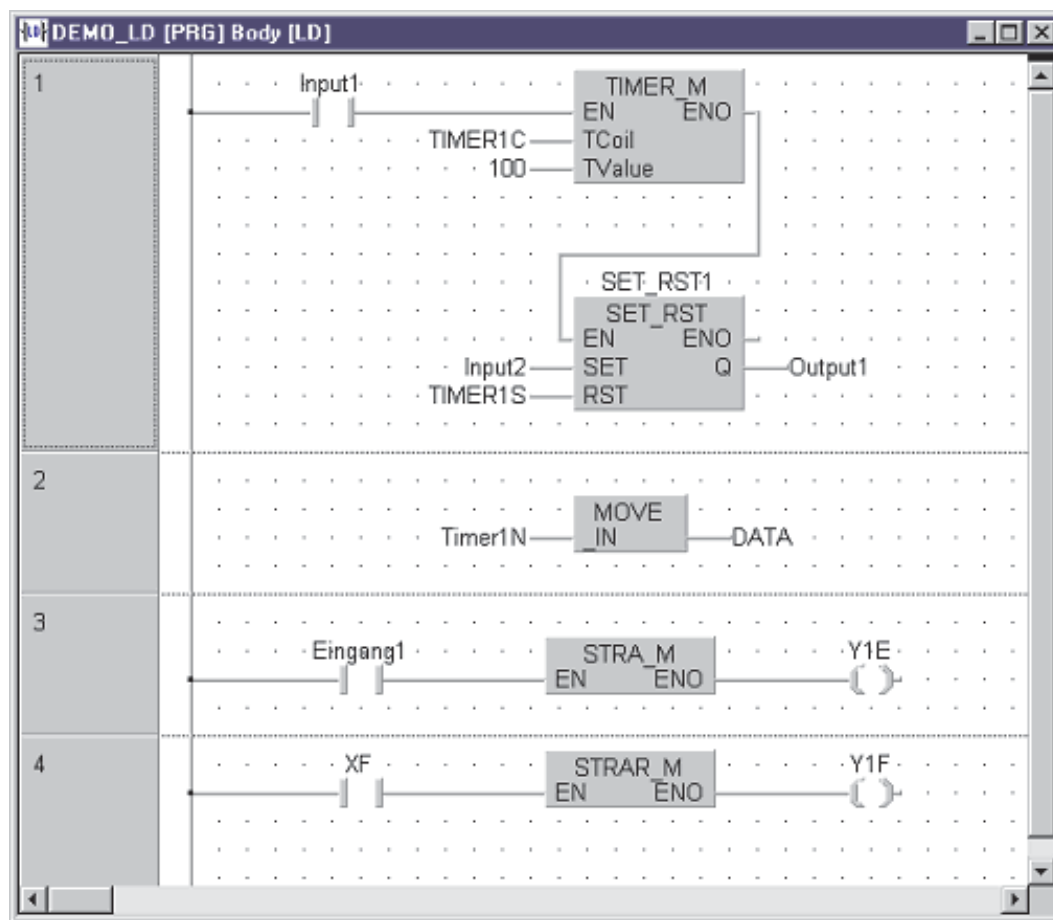 DEMO_LD [PRG] Body [LD]
1
Input1
TIMER_M
EN ENO
TIMER1C TCoil
100 TValue
SET_RST1
SET_RST
EN ENO
Input2 SET Q Output1
TIMER1S RST
2
MOVE
Timer1N _IN DATA
3
Eingang1 STRA_M Y1E
EN ENO
4
XF STRAR_M Y1F
EN ENO